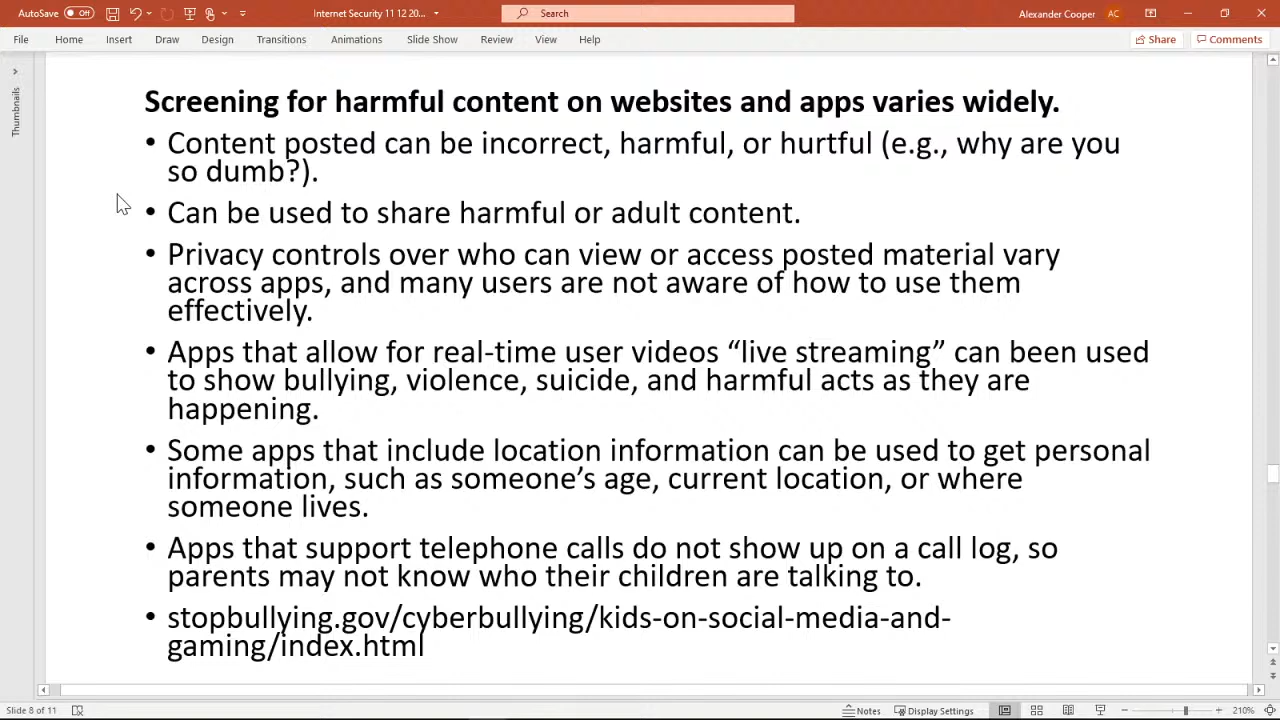 AutoSave Off Internet Security 11 12 20... Search Alexander Cooper AC
File Home Insert Draw Design Transitions Animations Slide Show Review View Help Share Comments
Thumbnails
Screening for harmful content on websites and apps varies widely.
• Content posted can be incorrect, harmful, or hurtful (e.g., why are you
so dumb?).
• Can be used to share harmful or adult content.
• Privacy controls over who can view or access posted material vary
across apps, and many users are not aware of how to use them
effectively.
• Apps that allow for real-time user videos “live streaming” can been used
to show bullying, violence, suicide, and harmful acts as they are
happening.
• Some apps that include location information can be used to get personal
information, such as someone’s age, current location, or where
someone lives.
• Apps that support telephone calls do not show up on a call log, so
parents may not know who their children are talking to.
• stopbullying.gov/cyberbullying/kids-on-social-media-and-
gaming/index.html
Slide 8 of 11 Notes Display Settings 210%